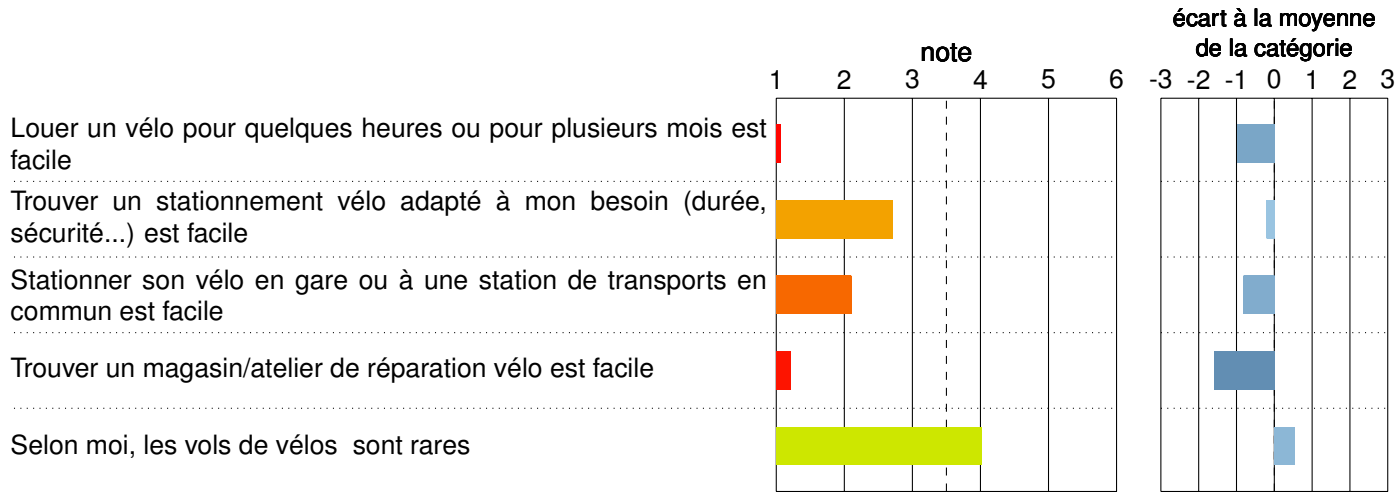 écart à la moyenne
note de la catégorie
1 2 3 4 5 6 -3 -2 -1 0 1 2 3
Louer un vélo pour quelques heures ou pour plusieurs mois est
facile
Trouver un stationnement vélo adapté à mon besoin (durée,
sécurité...) est facile
Stationner son vélo en gare ou à une station de transports en
commun est facile
Trouver un magasin/atelier de réparation vélo est facile
Selon moi, les vols de vélos sont rares